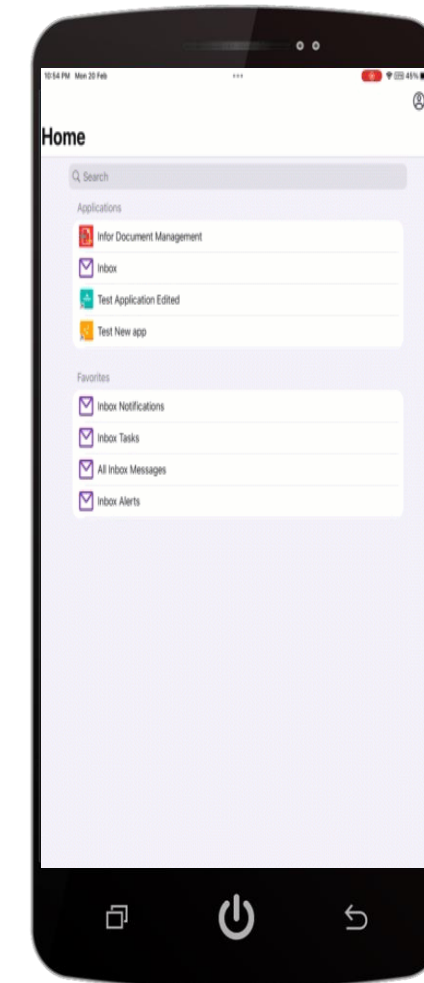 10:54 PM Mon 20 Feb 45%
Home
Search
Applications
Infor Document Management
Inbox
Test Application Edited
Test New app
Favorites
Inbox Notifications
Inbox Tasks
All Inbox Messages
Inbox Alerts